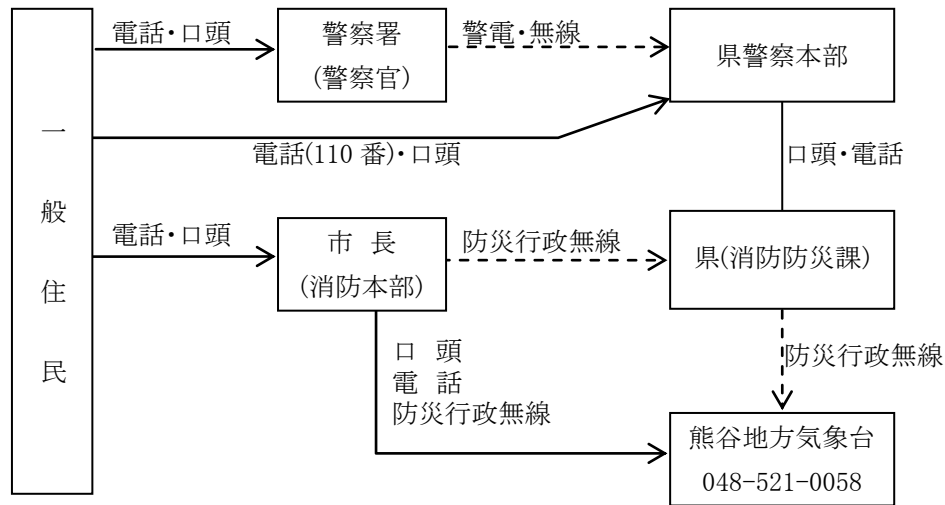 電話・口頭
警察署
(警察官)
警電・無線
県警察本部
一般住民
電話(110 番)・口頭
口頭・電話
電話・口頭
市 長
(消防本部)
防災行政無線
県(消防防災課)
口 頭
電 話
防災行政無線
防災行政無線
熊谷地方気象台
048-521-0058